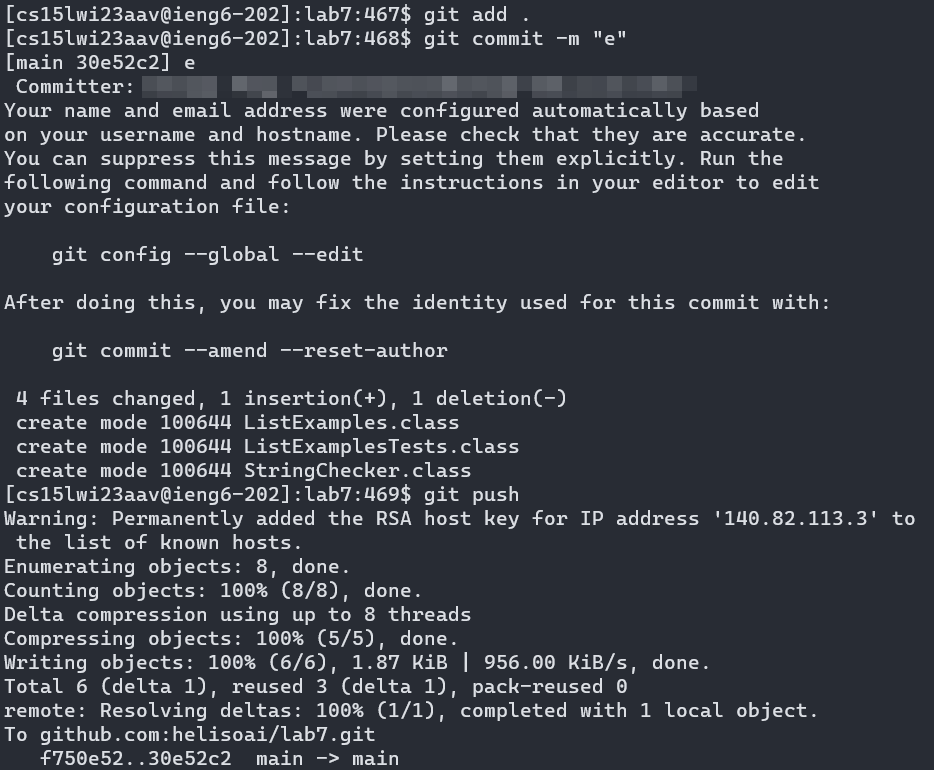 [cs15lwi23aav@ieng6-202]:lab7:467$ git add .
[cs15lwi23aav@ieng6-202]:lab7:468$ git commit -m "e"
[main 30e52c2] e
 Committer:
Your name and email address were configured automatically based
on your username and hostname. Please check that they are accurate.
You can suppress this message by setting them explicitly. Run the
following command and follow the instructions in your editor to edit
your configuration file:

    git config --global --edit

After doing this, you may fix the identity used for this commit with:

    git commit --amend --reset-author

 4 files changed, 1 insertion(+), 1 deletion(-)
 create mode 100644 ListExamples.class
 create mode 100644 ListExamplesTests.class
 create mode 100644 StringChecker.class
[cs15lwi23aav@ieng6-202]:lab7:469$ git push
Warning: Permanently added the RSA host key for IP address '140.82.113.3' to
 the list of known hosts.
Enumerating objects: 8, done.
Counting objects: 100% (8/8), done.
Delta compression using up to 8 threads
Compressing objects: 100% (5/5), done.
Writing objects: 100% (6/6), 1.87 KiB | 956.00 KiB/s, done.
Total 6 (delta 1), reused 3 (delta 1), pack-reused 0
remote: Resolving deltas: 100% (1/1), completed with 1 local object.
To github.com:helisoai/lab7.git
   f750e52..30e52c2  main -> main